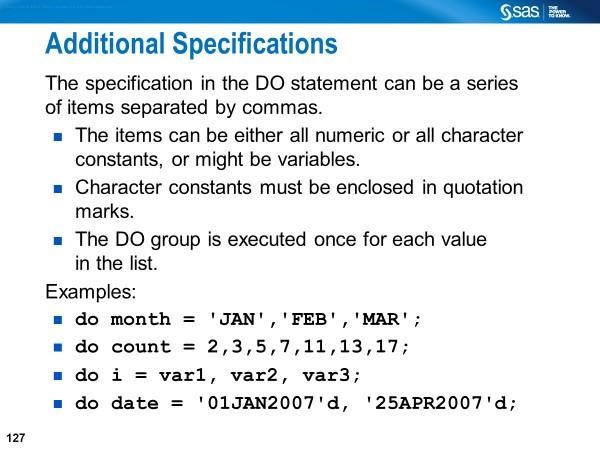 sas THE
POWER
TO KNOW.
Additional Specifications
The specification in the DO statement can be a series
of items separated by commas.
The items can be either all numeric or all character
constants, or might be variables.
Character constants must be enclosed in quotation
marks.
The DO group is executed once for each value
in the list.
Examples:
do month = 'JAN','FEB','MAR';
do count = 2,3,5,7,11,13,17;
do i = var1, var2, var3;
do date = '01JAN2007'd, '25APR2007'd;
127